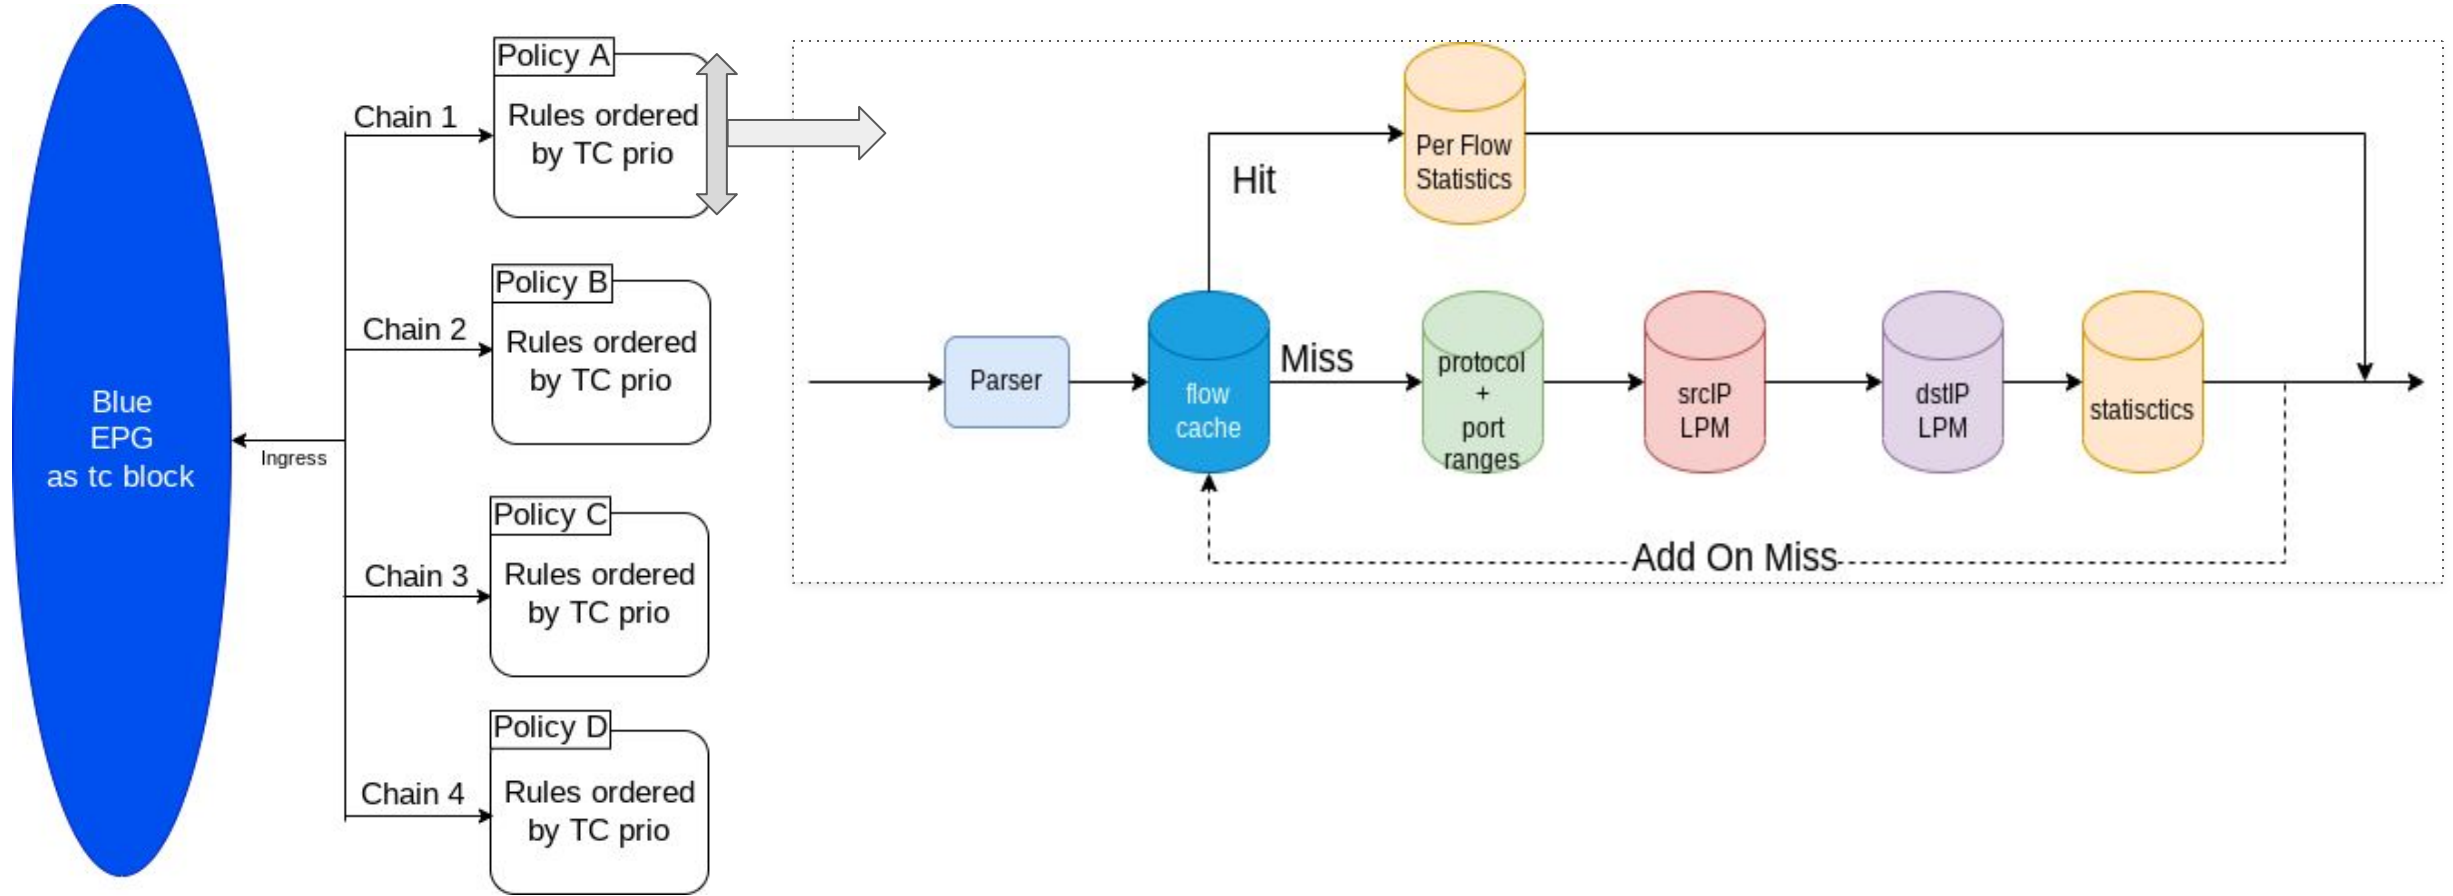 Blue
EPG
as tc block
Ingress
Chain 1
Policy A
Rules ordered
by TC prio
Chain 2
Policy B
Rules ordered
by TC prio
Chain 3
Policy C
Rules ordered
by TC prio
Chain 4
Policy D
Rules ordered
by TC prio
Parser
flow
cache
Hit
Per Flow
Statistics
Miss
protocol
+
port
ranges
srcIP
LPM
dstIP
LPM
statisctics
Add On Miss